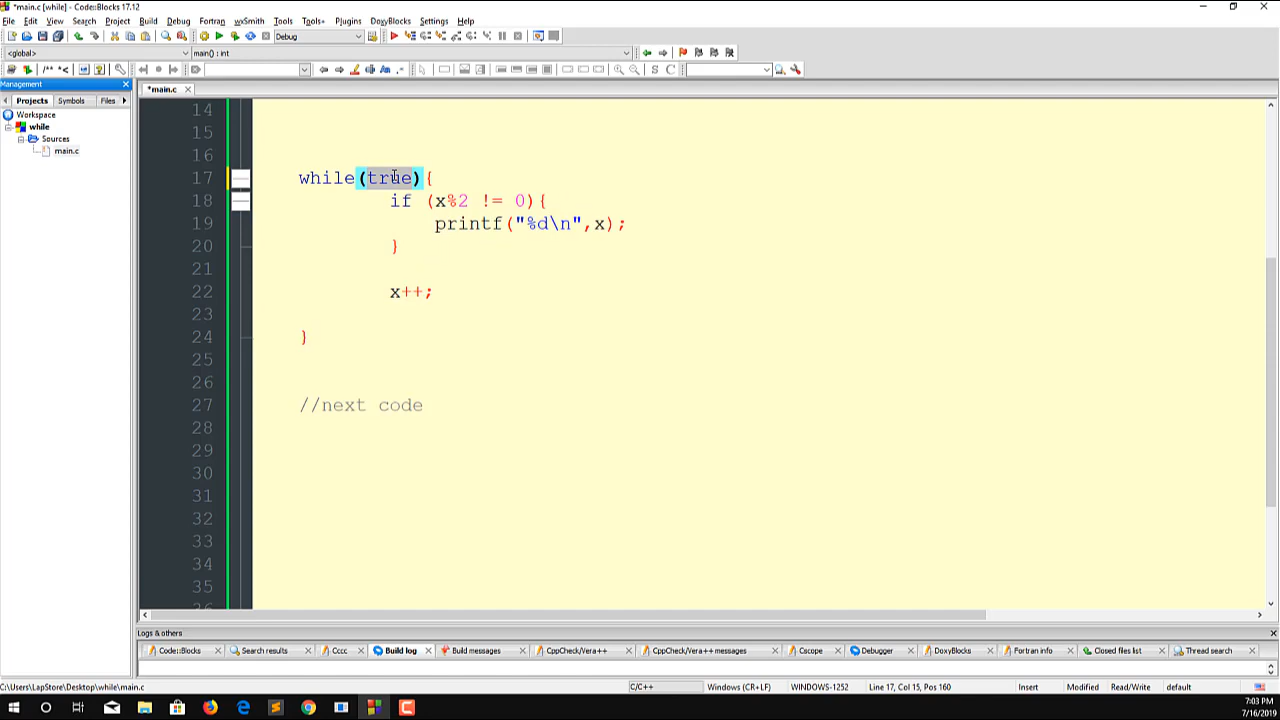 *main.c [while] - Code::Blocks 17.12
File Edit View Search Project Build Debug Fortran wxSmith Tools Tools+ Plugins DoxyBlocks Settings Help
Debug
<global> main() : int
/** *< S C
Management
*main.c
Projects Symbols Files
Workspace
while
Sources
main.c
14
15
16
17 while(true){
18 if (x%2 != 0){
19 printf("%d\n",x);
20 }
21
22 x++;
23
24 }
25
26
27 //next code
28
29
30
31
32
33
34
35
36
Logs & others
Code::Blocks Search results Cccc Build log Build messages CppCheck/Vera++ CppCheck/Vera++ messages Cscope Debugger DoxyBlocks Fortran info Closed files list Thread search
C:\Users\LapStore\Desktop\while\main.c C/C++ Windows (CR+LF) WINDOWS-1252 Line 17, Col 15, Pos 160 Insert Modified Read/Write default
7:03 PM
7/16/2019